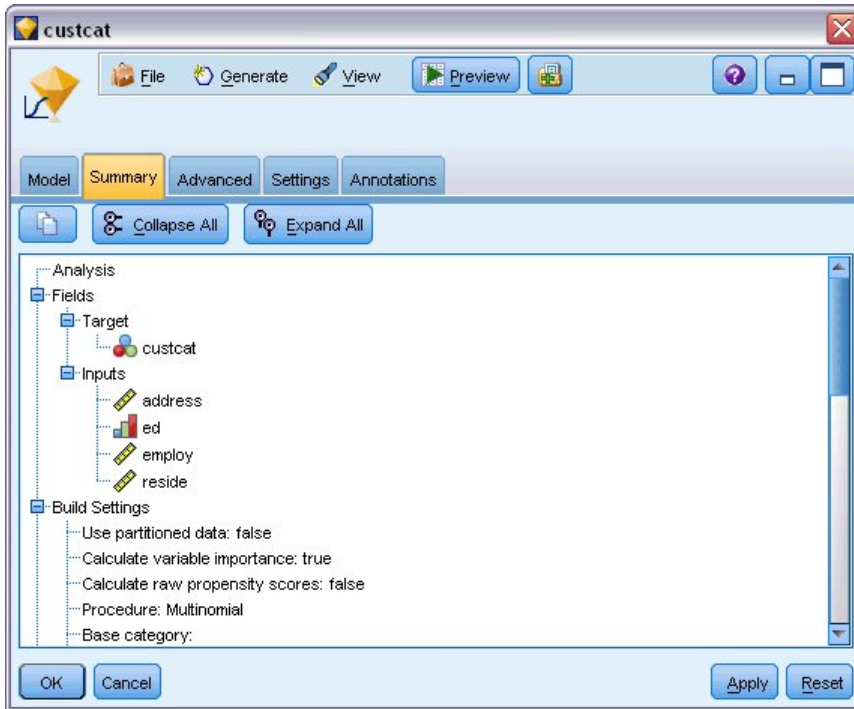 custcat
File Generate View Preview
Model Summary Advanced Settings Annotations
Collapse All Expand All
Analysis
Fields
Target
custcat
Inputs
address
ed
employ
reside
Build Settings
Use partitioned data: false
Calculate variable importance: true
Calculate raw propensity scores: false
Procedure: Multinomial
Base category:
OK Cancel Apply Reset